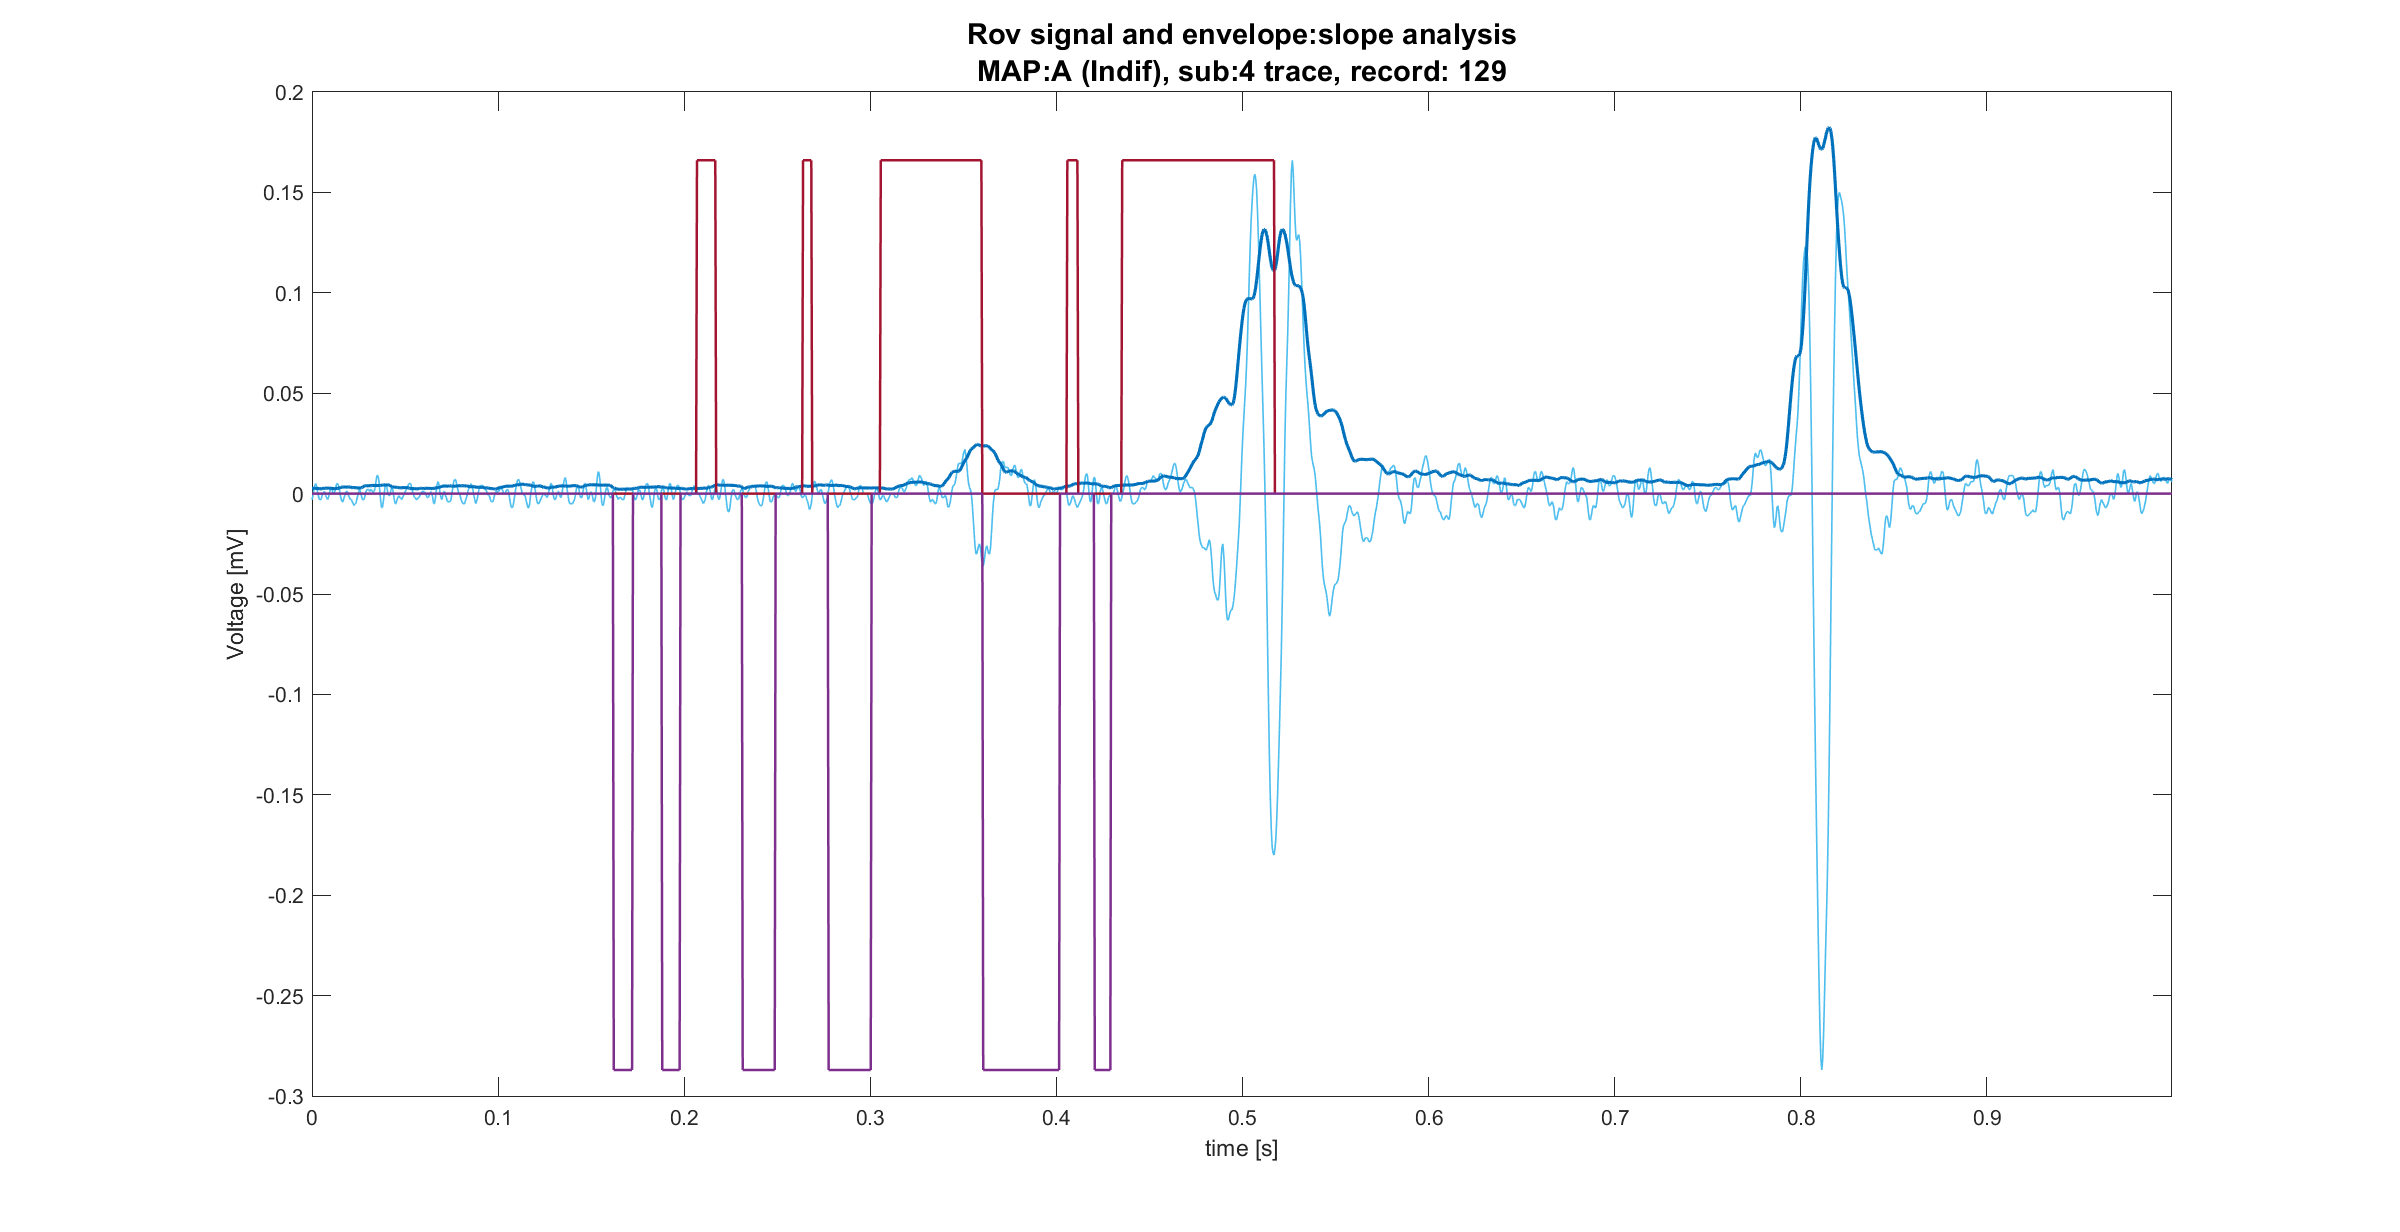 Rov signal and envelope:slope analysis
MAP:A (Indif), sub:4 trace, record: 129
0.2
0.15
0.1
0.05
0
-0.05
-0.1
-0.15
-0.2
-0.25
-0.3
Voltage [mV]
0 0.1 0.2 0.3 0.4 0.5 0.6 0.7 0.8 0.9
time [s]